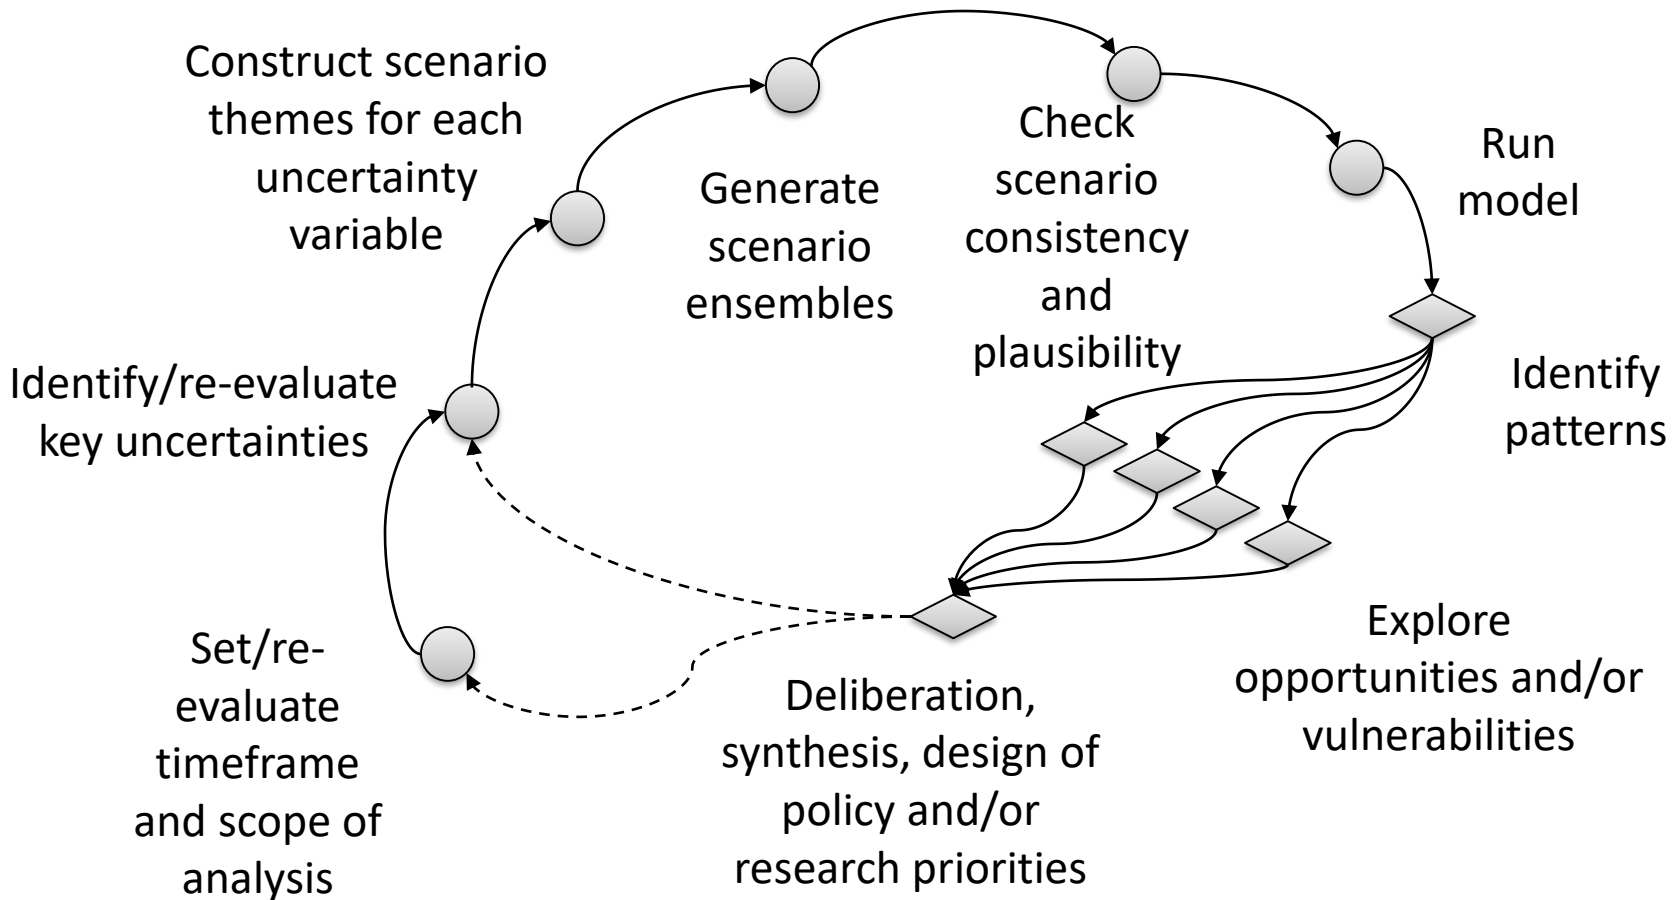 Construct scenario
themes for each
uncertainty
variable
Generate
scenario
ensembles
Check
scenario
consistency
and
plausibility
Run
model
Identify
patterns
Explore
opportunities and/or
vulnerabilities
Deliberation,
synthesis, design of
policy and/or
research priorities
Identify/re-evaluate
key uncertainties
Set/re-
evaluate
timeframe
and scope of
analysis